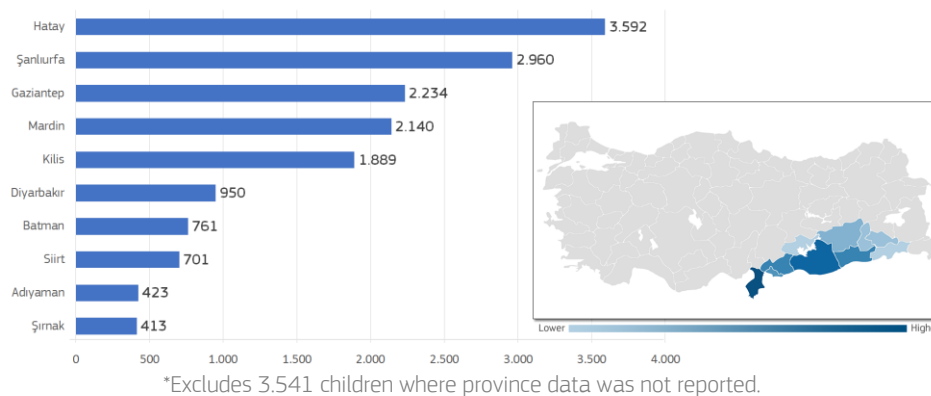 Hatay 3.592
Şanlıurfa 2.960
Gaziantep 2.234
Mardin 2.140
Kilis 1.889
Diyarbakır 950
Batman 761
Siirt 701
Adıyaman 423
Şırnak 413
0 500 1.000 1.500 2.000 2.500 3.000 3.500 4.000
Lower High
*Excludes 3.541 children where province data was not reported.